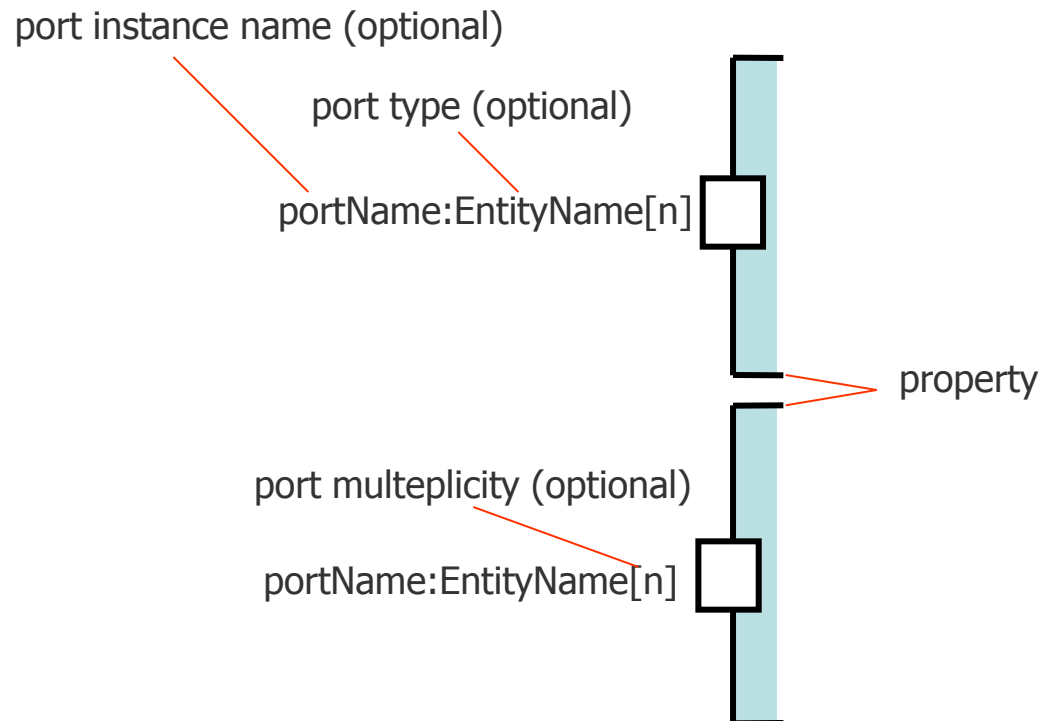 port instance name (optional)
port type (optional)
portName:EntityName[n]
property
port multeplicity (optional)
portName:EntityName[n]